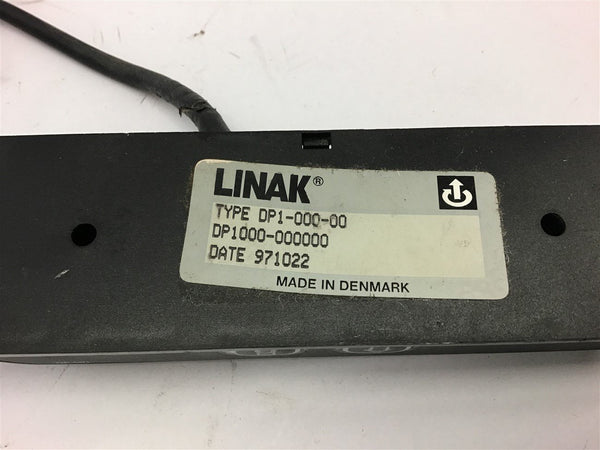 LINAK®
TYPE DP1-000-00
DP1000-000000
DATE 971022
MADE IN DENMARK